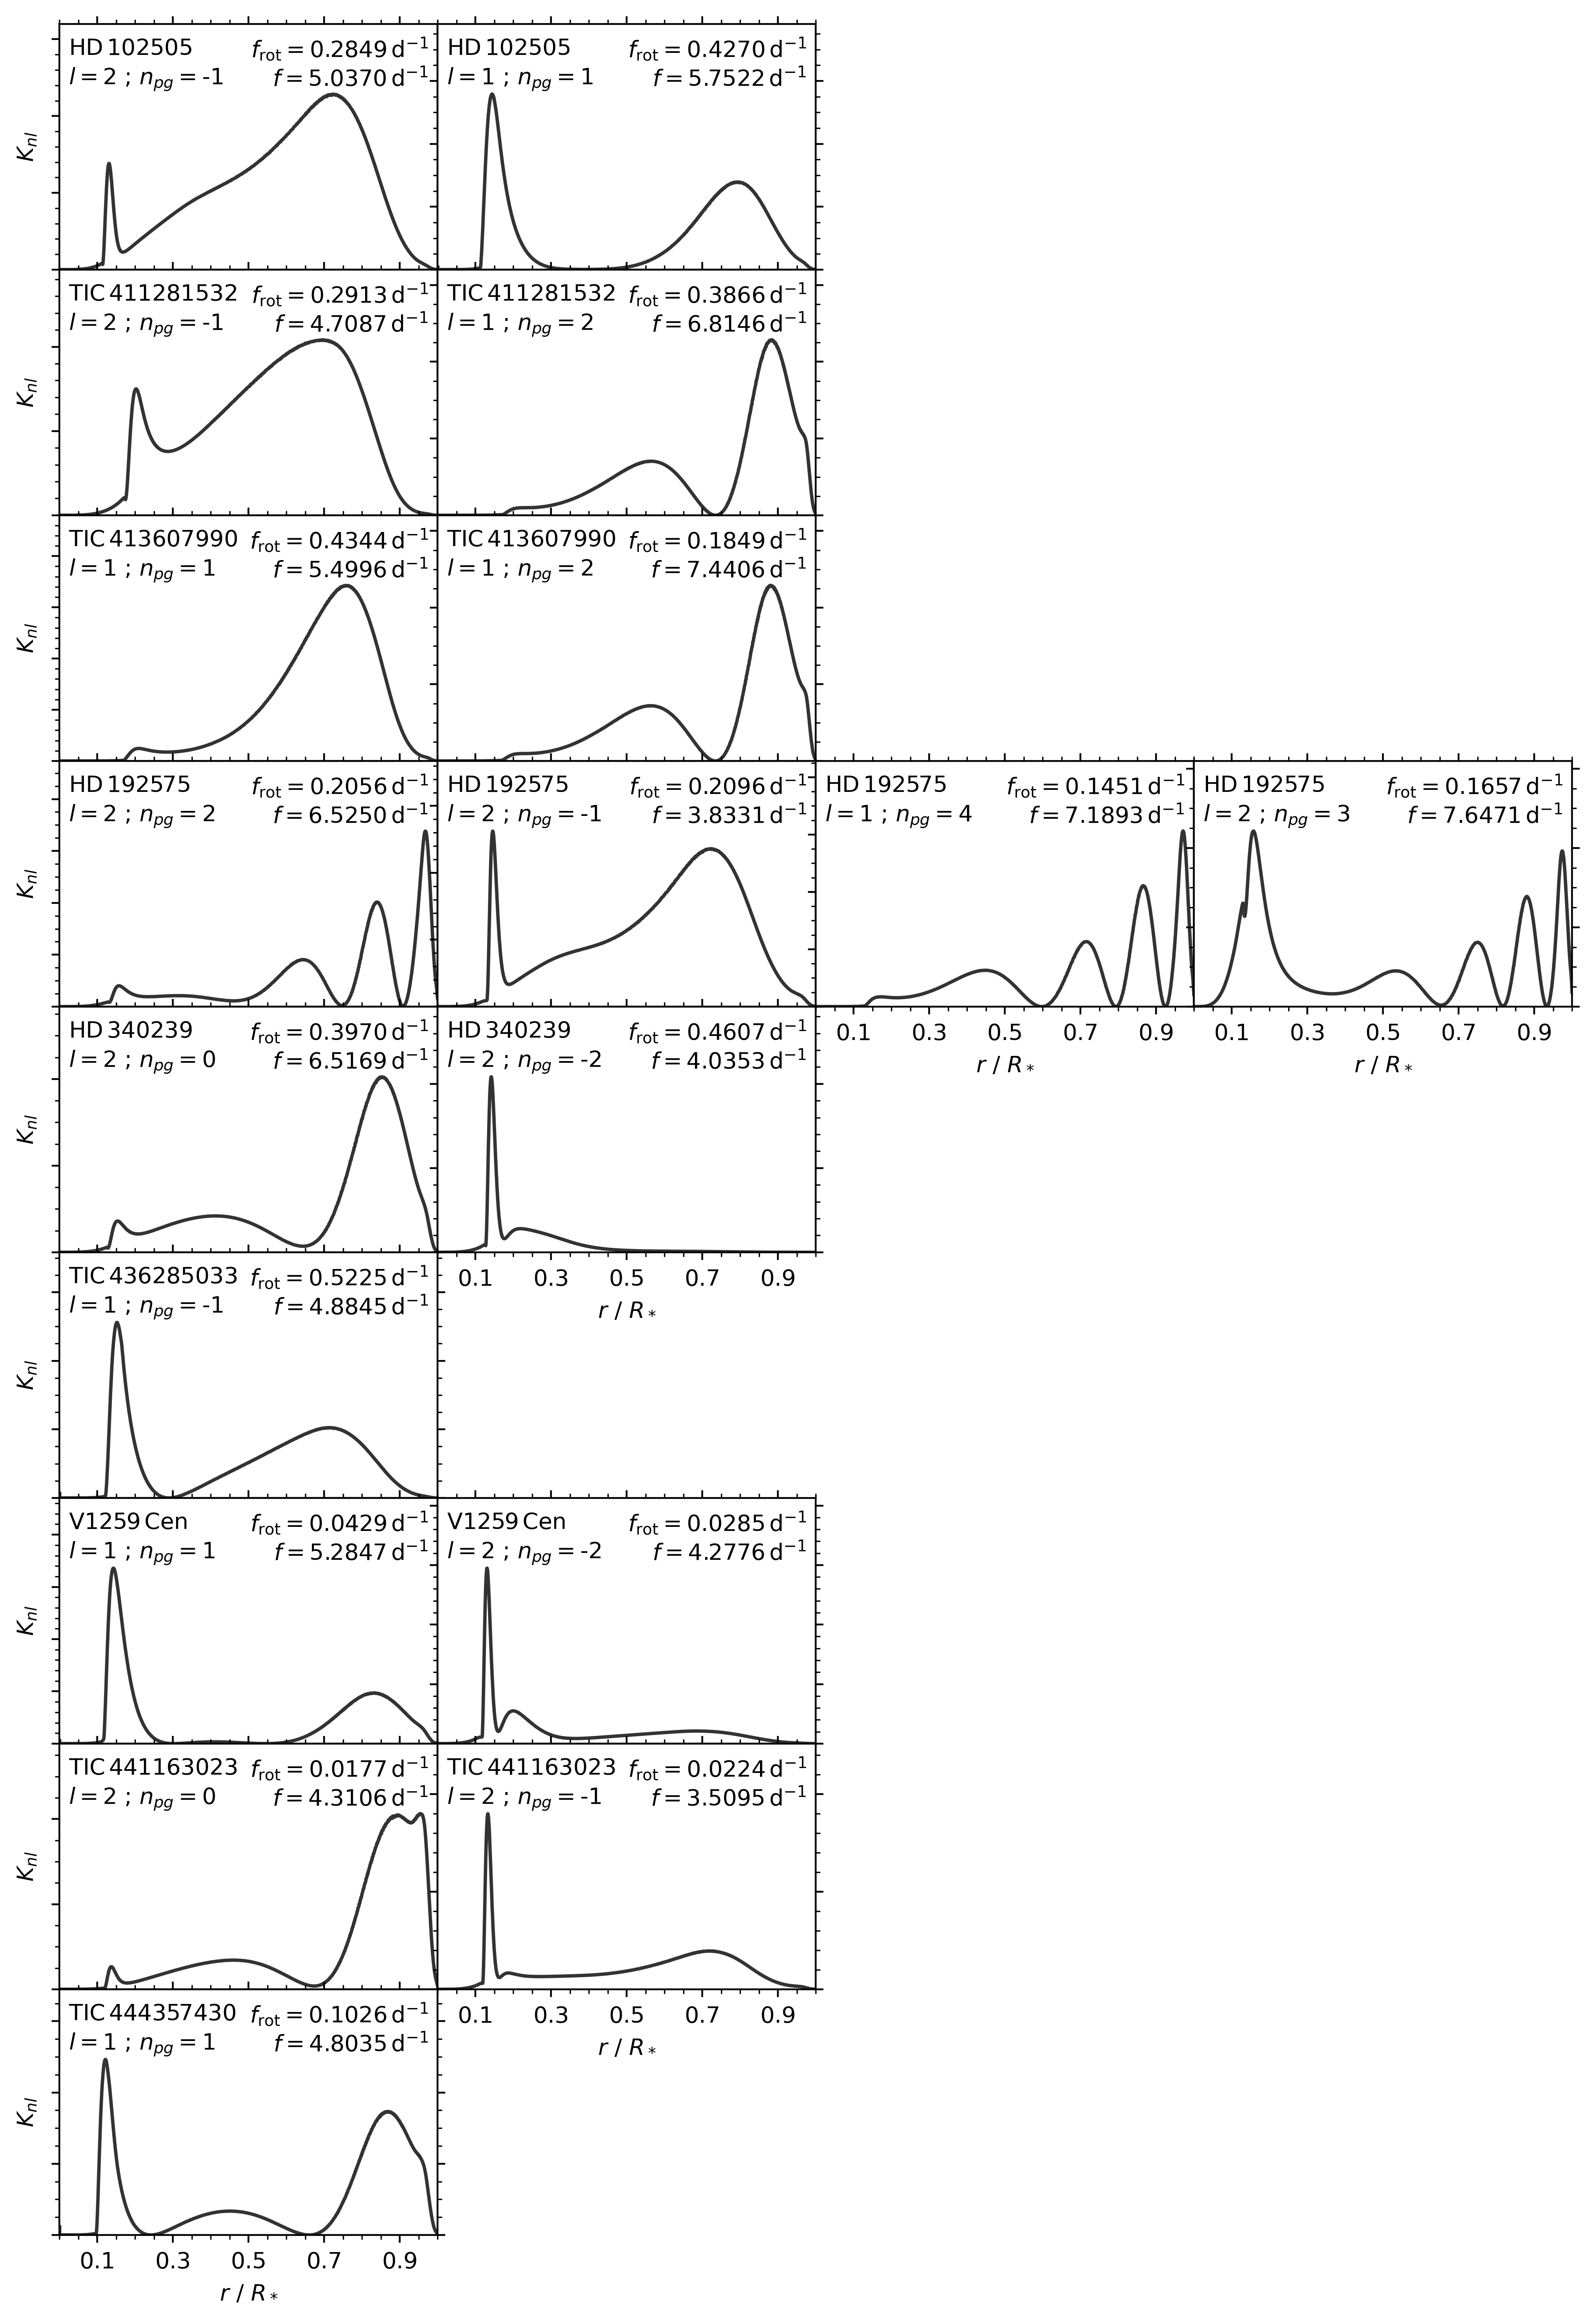 HD 102505 f_rot = 0.2849 d⁻¹
l = 2 ; n_pg = -1 f = 5.0370 d⁻¹
K_nl
HD 102505 f_rot = 0.4270 d⁻¹
l = 1 ; n_pg = 1 f = 5.7522 d⁻¹
TIC 411281532 f_rot = 0.2913 d⁻¹
l = 2 ; n_pg = -1 f = 4.7087 d⁻¹
K_nl
TIC 411281532 f_rot = 0.3866 d⁻¹
l = 1 ; n_pg = 2 f = 6.8146 d⁻¹
TIC 413607990 f_rot = 0.4344 d⁻¹
l = 1 ; n_pg = 1 f = 5.4996 d⁻¹
K_nl
TIC 413607990 f_rot = 0.1849 d⁻¹
l = 1 ; n_pg = 2 f = 7.4406 d⁻¹
HD 192575 f_rot = 0.2056 d⁻¹
l = 2 ; n_pg = 2 f = 6.5250 d⁻¹
K_nl
HD 192575 f_rot = 0.2096 d⁻¹
l = 2 ; n_pg = -1 f = 3.8331 d⁻¹
HD 192575 f_rot = 0.1451 d⁻¹
l = 1 ; n_pg = 4 f = 7.1893 d⁻¹
0.1 0.3 0.5 0.7 0.9
r / R_*
HD 192575 f_rot = 0.1657 d⁻¹
l = 2 ; n_pg = 3 f = 7.6471 d⁻¹
0.1 0.3 0.5 0.7 0.9
r / R_*
HD 340239 f_rot = 0.3970 d⁻¹
l = 2 ; n_pg = 0 f = 6.5169 d⁻¹
K_nl
HD 340239 f_rot = 0.4607 d⁻¹
l = 2 ; n_pg = -2 f = 4.0353 d⁻¹
0.1 0.3 0.5 0.7 0.9
r / R_*
TIC 436285033 f_rot = 0.5225 d⁻¹
l = 1 ; n_pg = -1 f = 4.8845 d⁻¹
K_nl
V1259 Cen f_rot = 0.0429 d⁻¹
l = 1 ; n_pg = 1 f = 5.2847 d⁻¹
K_nl
V1259 Cen f_rot = 0.0285 d⁻¹
l = 2 ; n_pg = -2 f = 4.2776 d⁻¹
TIC 441163023 f_rot = 0.0177 d⁻¹
l = 2 ; n_pg = 0 f = 4.3106 d⁻¹
K_nl
TIC 441163023 f_rot = 0.0224 d⁻¹
l = 2 ; n_pg = -1 f = 3.5095 d⁻¹
0.1 0.3 0.5 0.7 0.9
r / R_*
TIC 444357430 f_rot = 0.1026 d⁻¹
l = 1 ; n_pg = 1 f = 4.8035 d⁻¹
K_nl
0.1 0.3 0.5 0.7 0.9
r / R_*